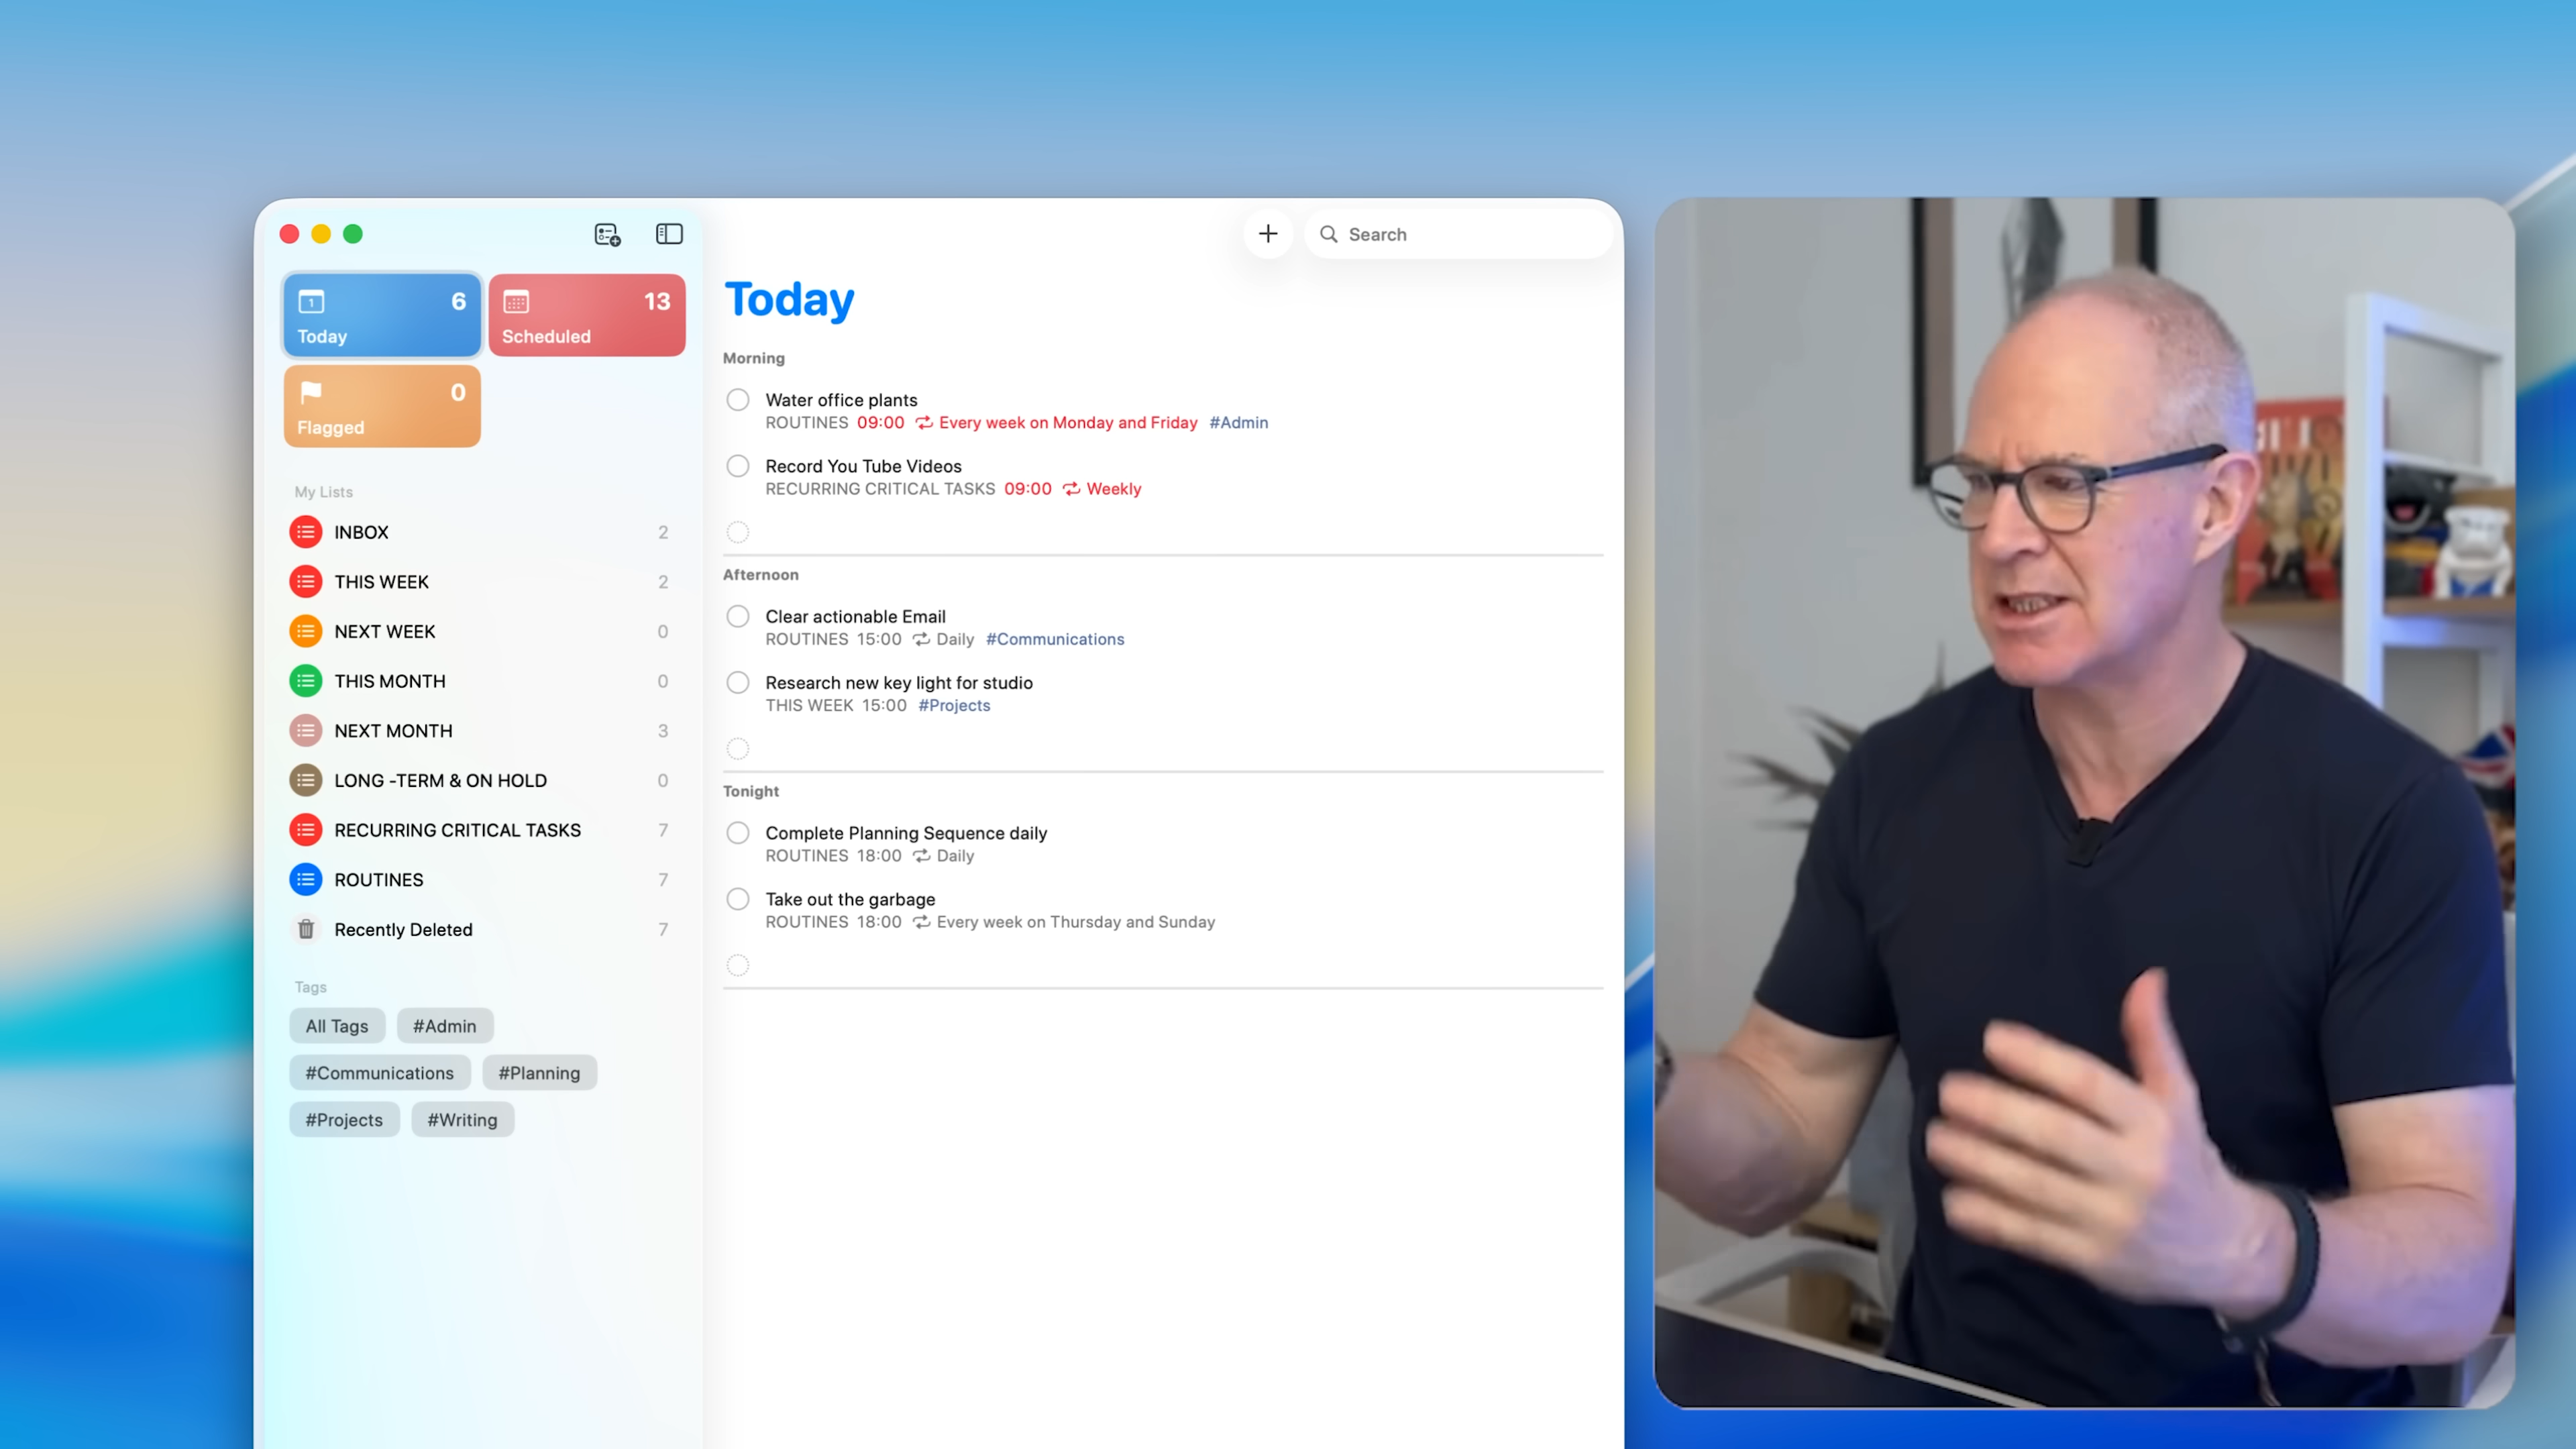 Search
1
6
Today
13
Scheduled
0
Flagged
My Lists
INBOX 2
THIS WEEK 2
NEXT WEEK 0
THIS MONTH 0
NEXT MONTH 3
LONG -TERM & ON HOLD 0
RECURRING CRITICAL TASKS 7
ROUTINES 7
Recently Deleted 7
Tags
All Tags #Admin
#Communications #Planning
#Projects #Writing
Today
Morning
Water office plants
ROUTINES 09:00 Every week on Monday and Friday #Admin
Record You Tube Videos
RECURRING CRITICAL TASKS 09:00 Weekly
Afternoon
Clear actionable Email
ROUTINES 15:00 Daily #Communications
Research new key light for studio
THIS WEEK 15:00 #Projects
Tonight
Complete Planning Sequence daily
ROUTINES 18:00 Daily
Take out the garbage
ROUTINES 18:00 Every week on Thursday and Sunday